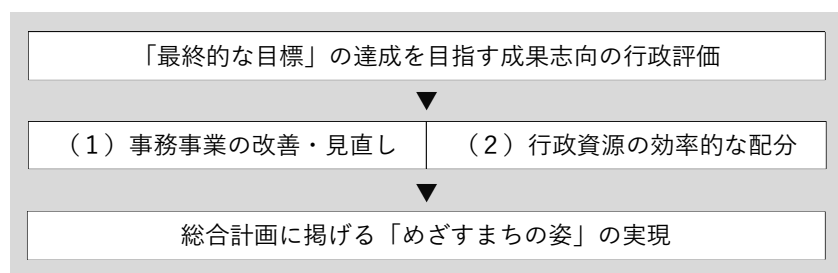 「最終的な目標」の達成を目指す成果志向の行政評価
▼
（1）事務事業の改善・見直し
（2）行政資源の効率的な配分
▼
総合計画に掲げる「めざすまちの姿」の実現